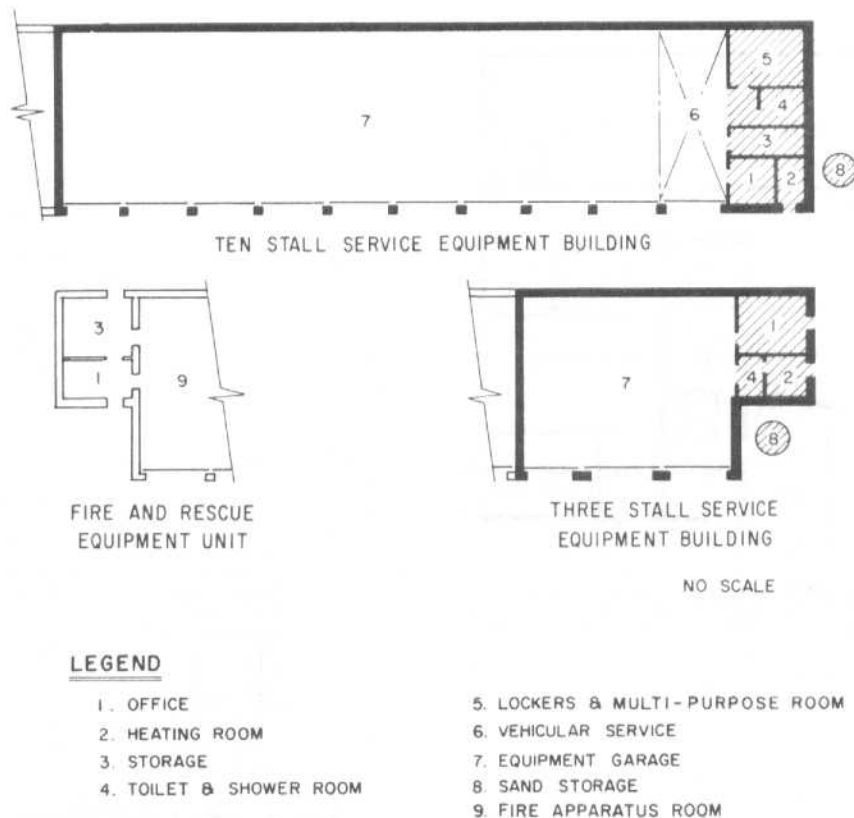 5
7
6
4
3
1
2
8
TEN STALL SERVICE EQUIPMENT BUILDING
3
1
9
1
7
4
2
8
FIRE AND RESCUE
EQUIPMENT UNIT
THREE STALL SERVICE
EQUIPMENT BUILDING
NO SCALE
LEGEND
1. OFFICE
2. HEATING ROOM
3. STORAGE
4. TOILET & SHOWER ROOM
5. LOCKERS & MULTI-PURPOSE ROOM
6. VEHICULAR SERVICE
7. EQUIPMENT GARAGE
8. SAND STORAGE
9. FIRE APPARATUS ROOM